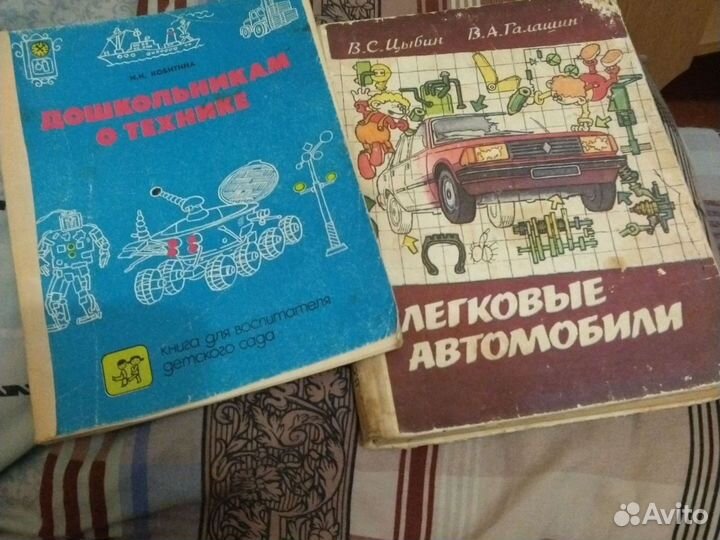 И.И. КОБИТИНА
ДОШКОЛЬНИКАМ
О ТЕХНИКЕ
книга для воспитателя
детского сада
В.С. Цыбин В.А. Галашин
ЛЕГКОВЫЕ
АВТОМОБИЛИ
Avito